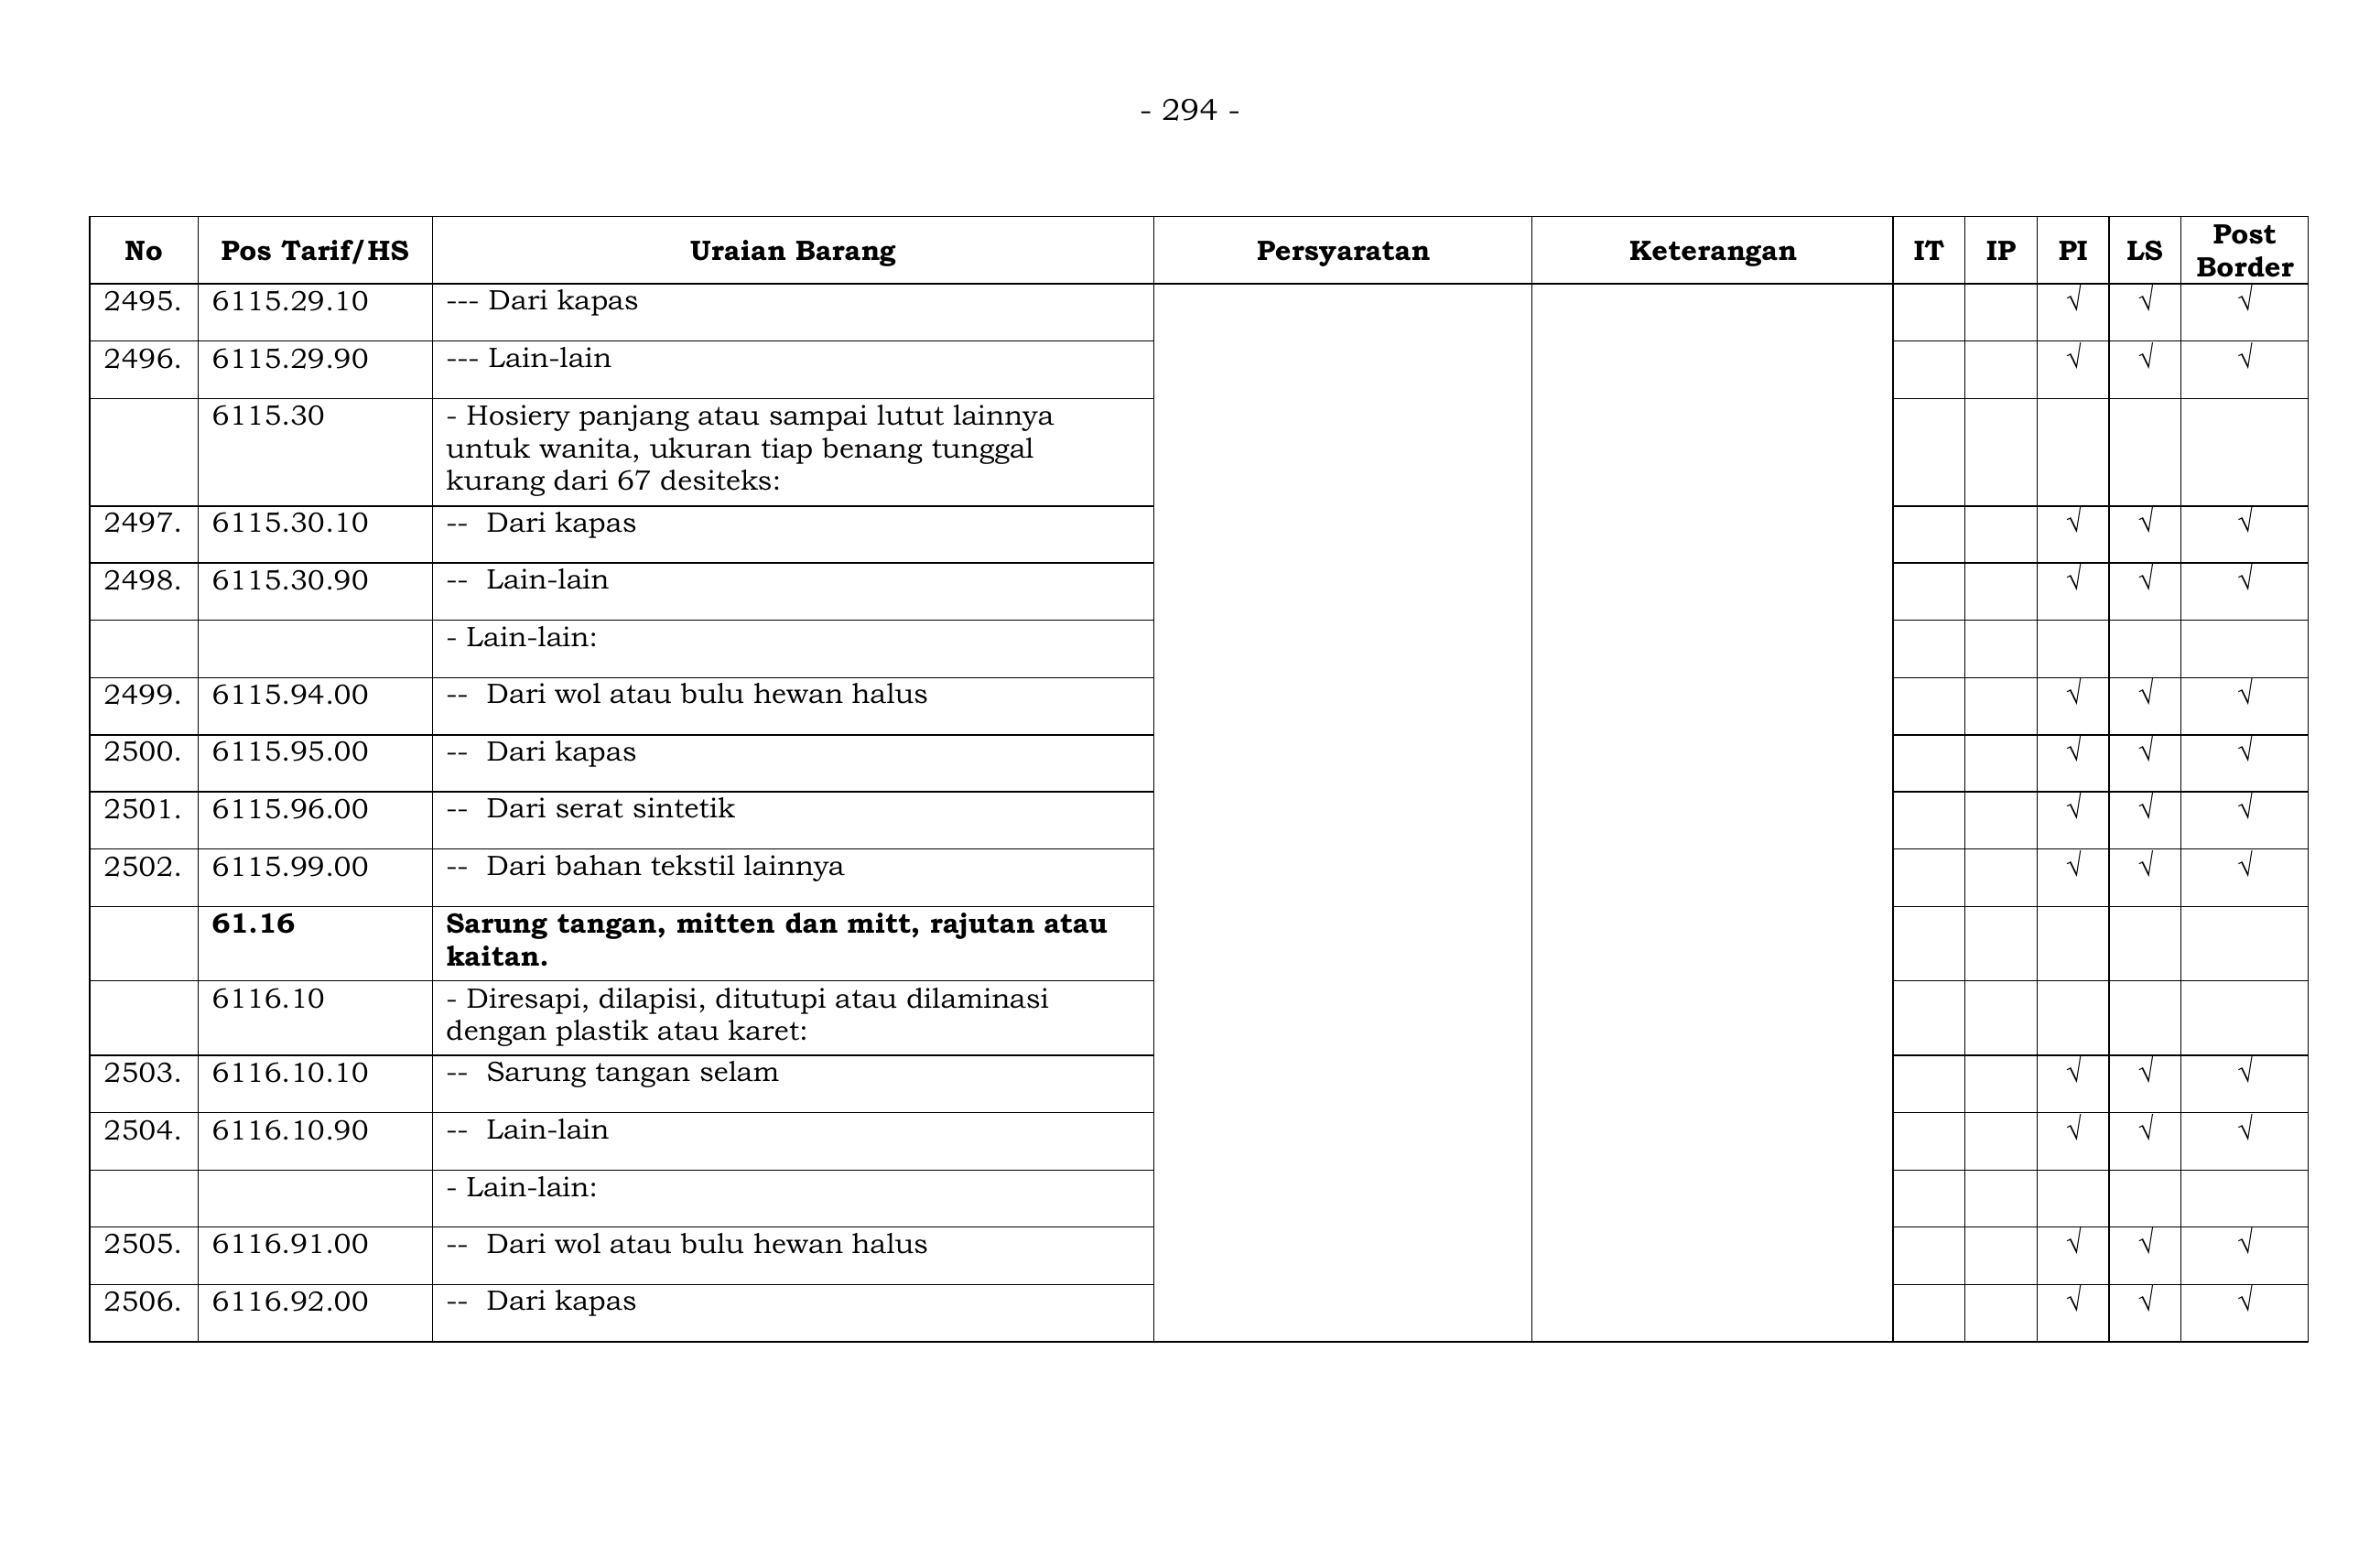 - 294 -
No Pos Tarif/HS Uraian Barang Persyaratan Keterangan IT IP PI LS Post Border
2495. 6115.29.10 --- Dari kapas √ √ √
2496. 6115.29.90 --- Lain-lain √ √ √
6115.30 - Hosiery panjang atau sampai lutut lainnya
untuk wanita, ukuran tiap benang tunggal
kurang dari 67 desiteks:
2497. 6115.30.10 -- Dari kapas √ √ √
2498. 6115.30.90 -- Lain-lain √ √ √
- Lain-lain:
2499. 6115.94.00 -- Dari wol atau bulu hewan halus √ √ √
2500. 6115.95.00 -- Dari kapas √ √ √
2501. 6115.96.00 -- Dari serat sintetik √ √ √
2502. 6115.99.00 -- Dari bahan tekstil lainnya √ √ √
61.16 Sarung tangan, mitten dan mitt, rajutan atau
kaitan.
6116.10 - Diresapi, dilapisi, ditutupi atau dilaminasi
dengan plastik atau karet:
2503. 6116.10.10 -- Sarung tangan selam √ √ √
2504. 6116.10.90 -- Lain-lain √ √ √
- Lain-lain:
2505. 6116.91.00 -- Dari wol atau bulu hewan halus √ √ √
2506. 6116.92.00 -- Dari kapas √ √ √